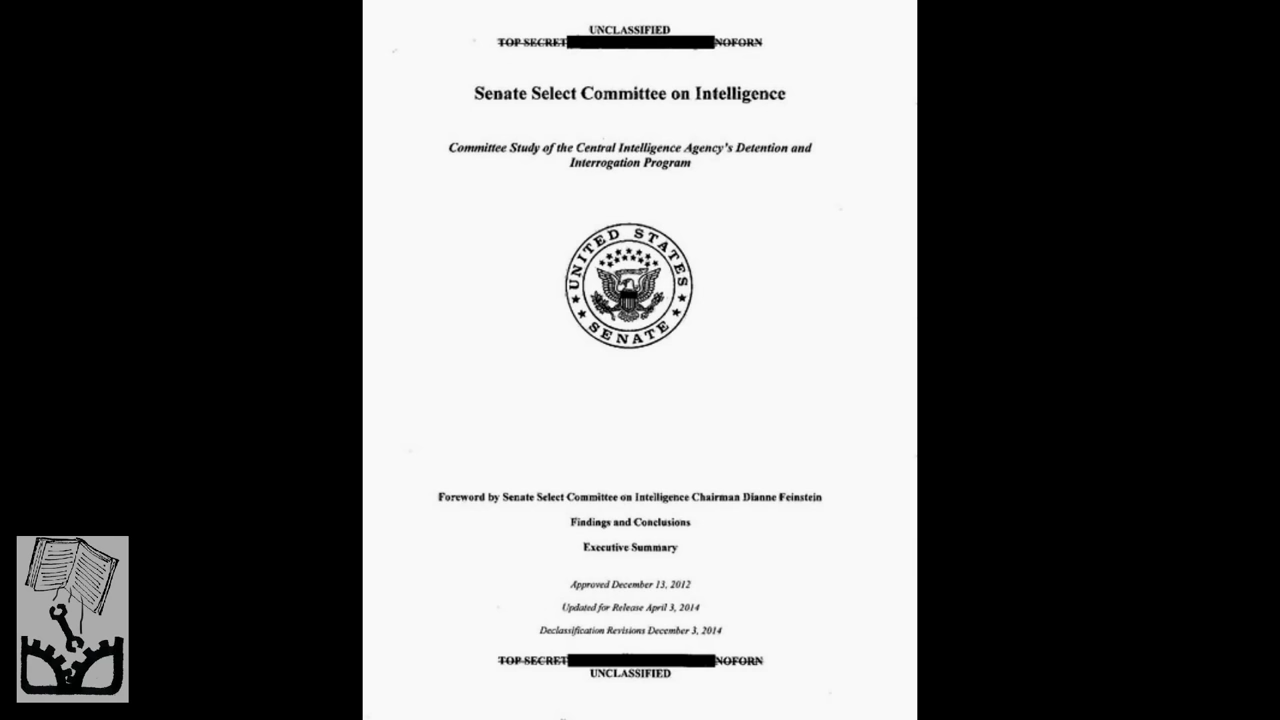 UNCLASSIFIED
TOP SECRET NOFORN
Senate Select Committee on Intelligence
Committee Study of the Central Intelligence Agency's Detention and
Interrogation Program
UNITED STATES
SENATE
Foreword by Senate Select Committee on Intelligence Chairman Dianne Feinstein
Findings and Conclusions
Executive Summary
Approved December 13, 2012
Updated for Release April 3, 2014
Declassification Revisions December 3, 2014
TOP SECRET NOFORN
UNCLASSIFIED